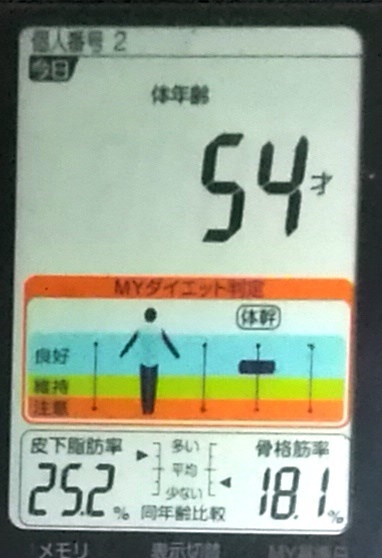 個人番号 2
今日
体年齢
54才
MYダイエット判定
体幹
良好
維持
注意
皮下脂肪率
25.2%
多い
平均
少ない
同年齢比較
骨格筋率
18.1%
メモリ 表示切替